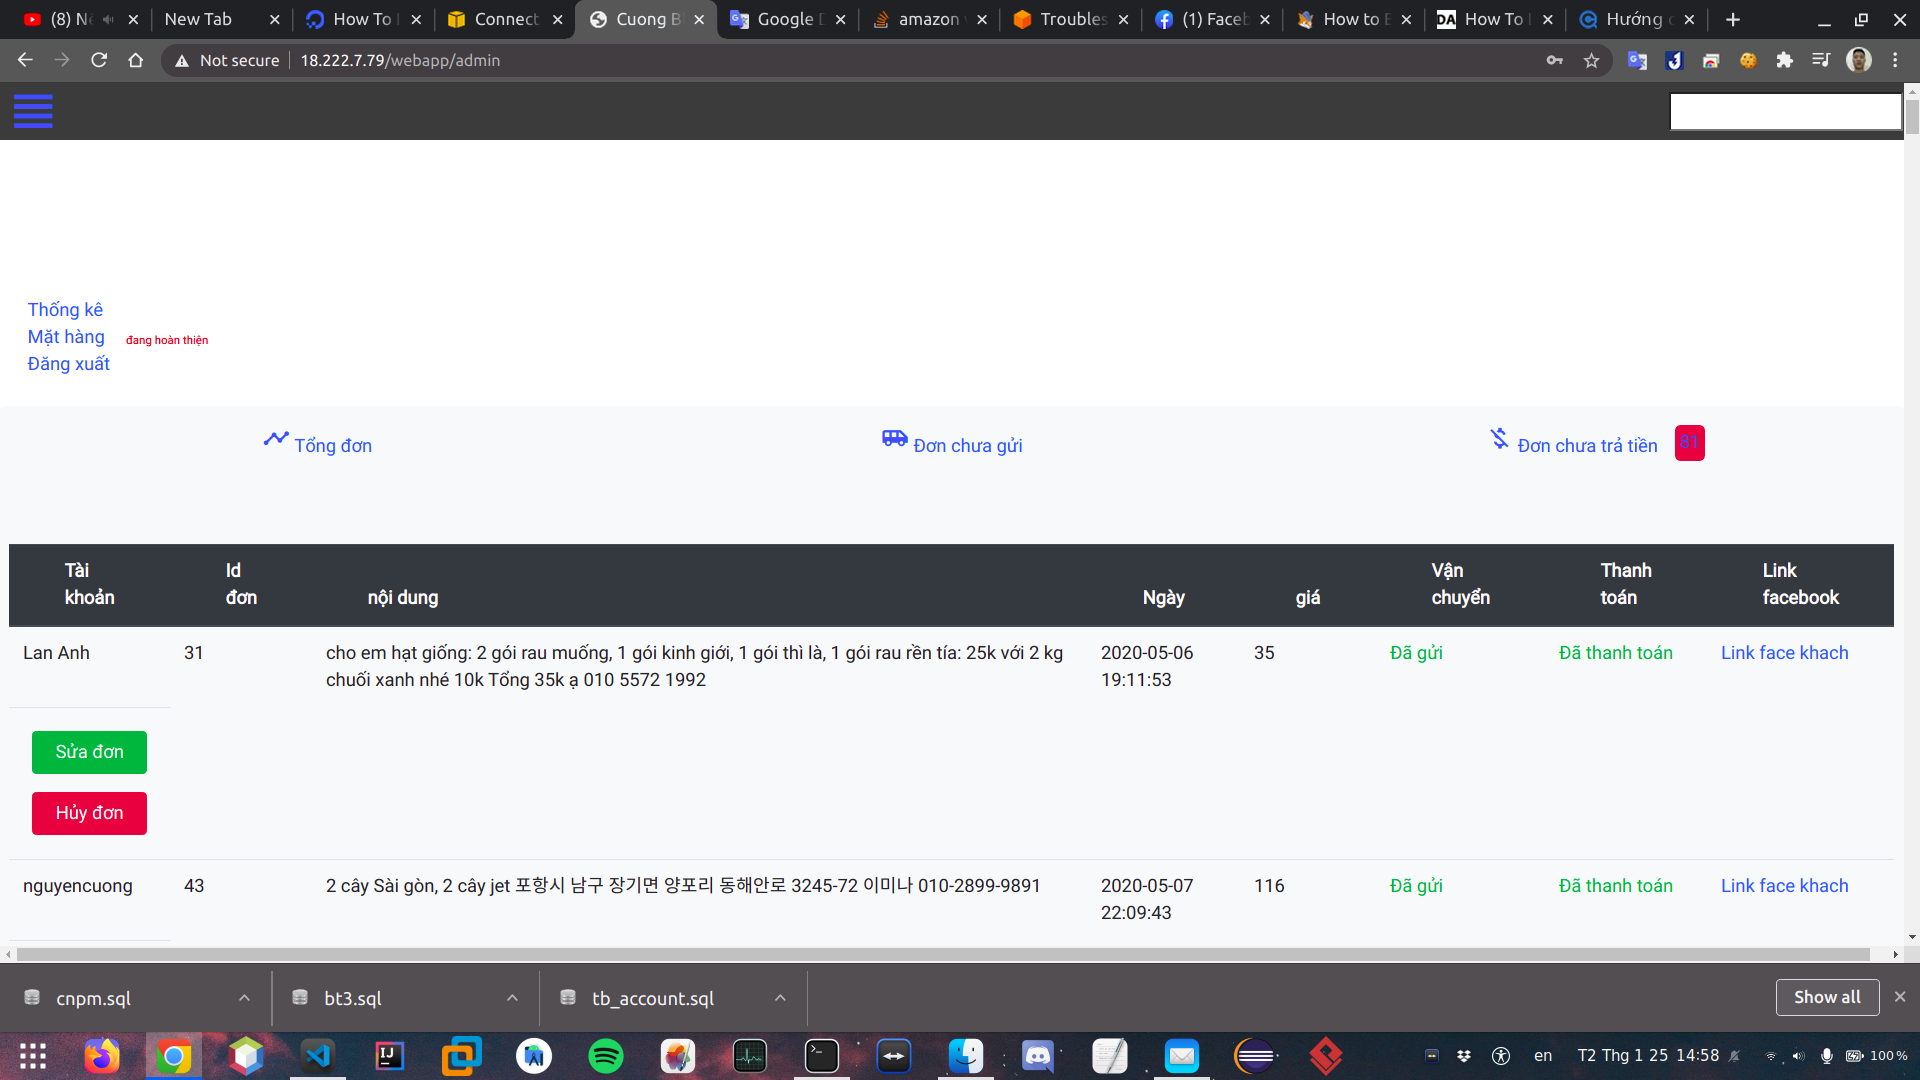 (8) Ne
New Tab
How To I
Connect
Cuong B
Google D
amazon
Troubles
(1) Faceb
How to E
How To I
Hướng d
Not secure
18.222.7.79/webapp/admin
Thống kê
Mặt hàng đang hoàn thiện
Đăng xuất
Tổng đơn
Đơn chưa gửi
Đơn chưa trả tiền 81
Tài khoản Id đơn nội dung Ngày giá Vận chuyển Thanh toán Link facebook
Lan Anh 31 cho em hạt giống: 2 gói rau muống, 1 gói kinh giới, 1 gói thì là, 1 gói rau rền tía: 25k với 2 kg 2020-05-06 35 Đã gửi Đã thanh toán Link face khach
chuối xanh nhé 10k Tổng 35k ạ 010 5572 1992 19:11:53
Sửa đơn
Hủy đơn
nguyencuong 43 2 cây Sài gòn, 2 cây jet 포항시 남구 장기면 양포리 동해안로 3245-72 이미나 010-2899-9891 2020-05-07 116 Đã gửi Đã thanh toán Link face khach
22:09:43
cnpm.sql
bt3.sql
tb_account.sql
Show all
en T2 Thg 1 25 14:58 100 %